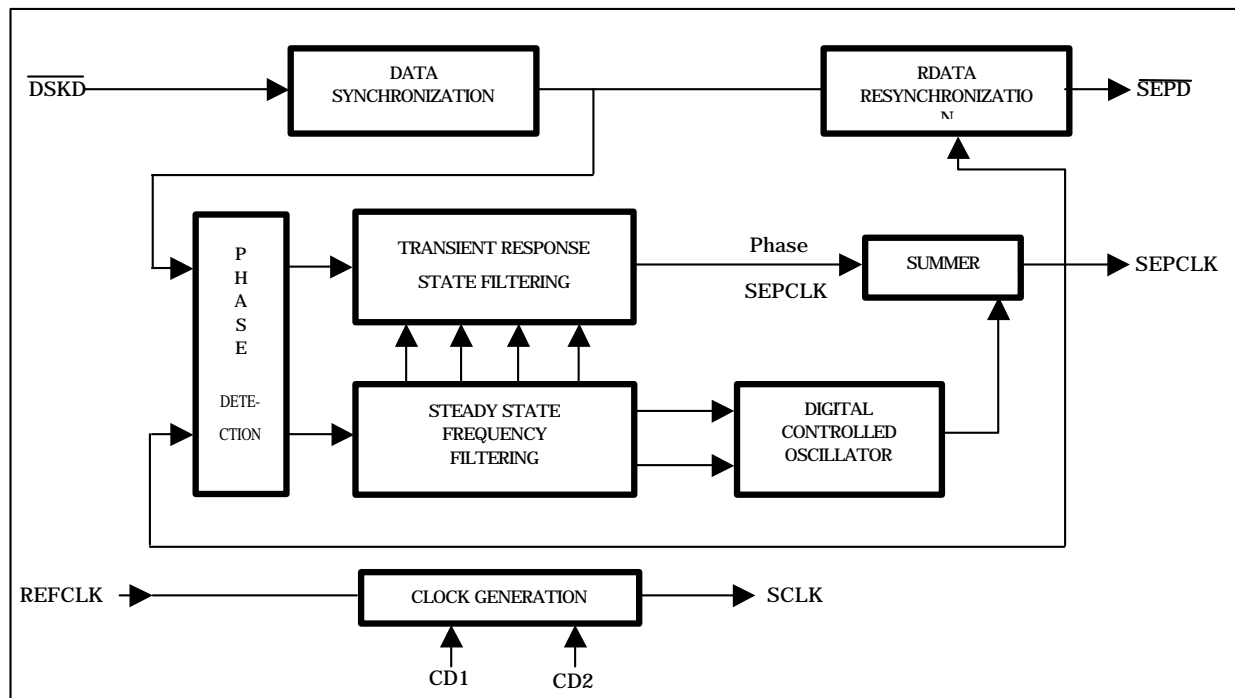 DATA
SYNCHRONIZATION
RDATA
RESYNCHRONIZATIO
N
DSKD
SEPD
P
H
A
S
E
DETE-
CTION
TRANSIENT RESPONSE
STATE FILTERING
Phase
SEPCLK
SUMMER
SEPCLK
STEADY STATE
FREQUENCY
FILTERING
DIGITAL
CONTROLLED
OSCILLATOR
REFCLK
CLOCK GENERATION
SCLK
CD1
CD2